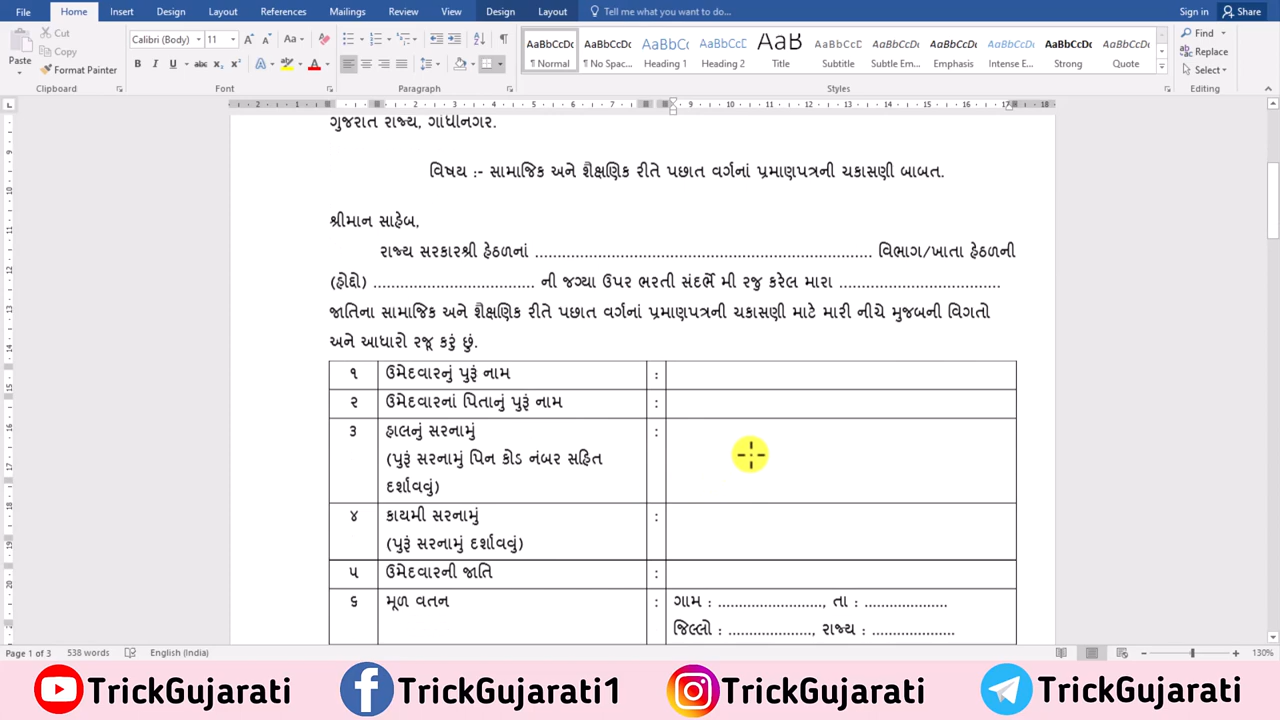 File Home Insert Design Layout References Mailings Review View Design Layout Tell me what you want to do... Sign in Share
Cut
Copy
Paste
Format Painter
Clipboard
Calibri (Body) 11
Font
Paragraph
AaBbCcDc AaBbCcDc AaBbCcD AaBbCcD AaB AaBbCcD AaBbCcDc AaBbCcDc AaBbCcDc AaBbCcDc AaBbCcDc
¶ Normal ¶ No Spac... Heading 1 Heading 2 Title Subtitle Subtle Em... Emphasis Intense E... Strong Quote
Styles
Find
Replace
Select
Editing
ગુજરાત રાજ્ય, ગાંધીનગર.
વિષય :- સામાજિક અને શૈક્ષણિક રીતે પછાત વર્ગનાં પ્રમાણપત્રની ચકાસણી બાબત.
શ્રીમાન સાહેબ,
રાજ્ય સરકારશ્રી હેઠળનાં ........................................................................ વિભાગ/ખાતા હેઠળની
(હોદ્દો) .................................. ની જગ્યા ઉપર ભરતી સંદર્ભે મી રજુ કરેલ મારા ..................................
જાતિના સામાજિક અને શૈક્ષણિક રીતે પછાત વર્ગનાં પ્રમાણપત્રની ચકાસણી માટે મારી નીચે મુજબની વિગતો
અને આધારો રજૂ કરું છું.
૧ ઉમેદવારનું પુરૂં નામ :
૨ ઉમેદવારનાં પિતાનું પુરૂં નામ :
૩ હાલનું સરનામું :
(પુરૂં સરનામું પિન કોડ નંબર સહિત
દર્શાવવું)
૪ કાયમી સરનામું :
(પુરૂં સરનામું દર્શાવવું)
૫ ઉમેદવારની જાતિ :
૬ મૂળ વતન : ગામ : ......................., તા : ..................
જિલ્લો : .................., રાજ્ય : ..................
Page 1 of 3 538 words English (India) 130%
TrickGujarati TrickGujarati1 TrickGujarati TrickGujarati